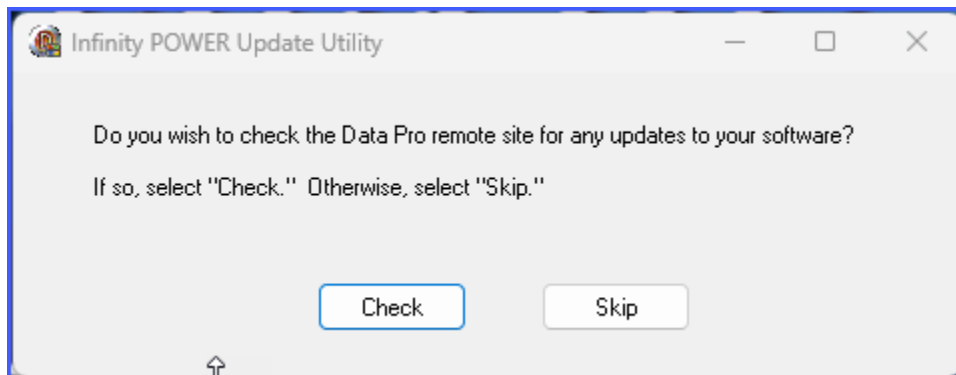 Infinity POWER Update Utility
Do you wish to check the Data Pro remote site for any updates to your software?
If so, select "Check."  Otherwise, select "Skip."
Check
Skip